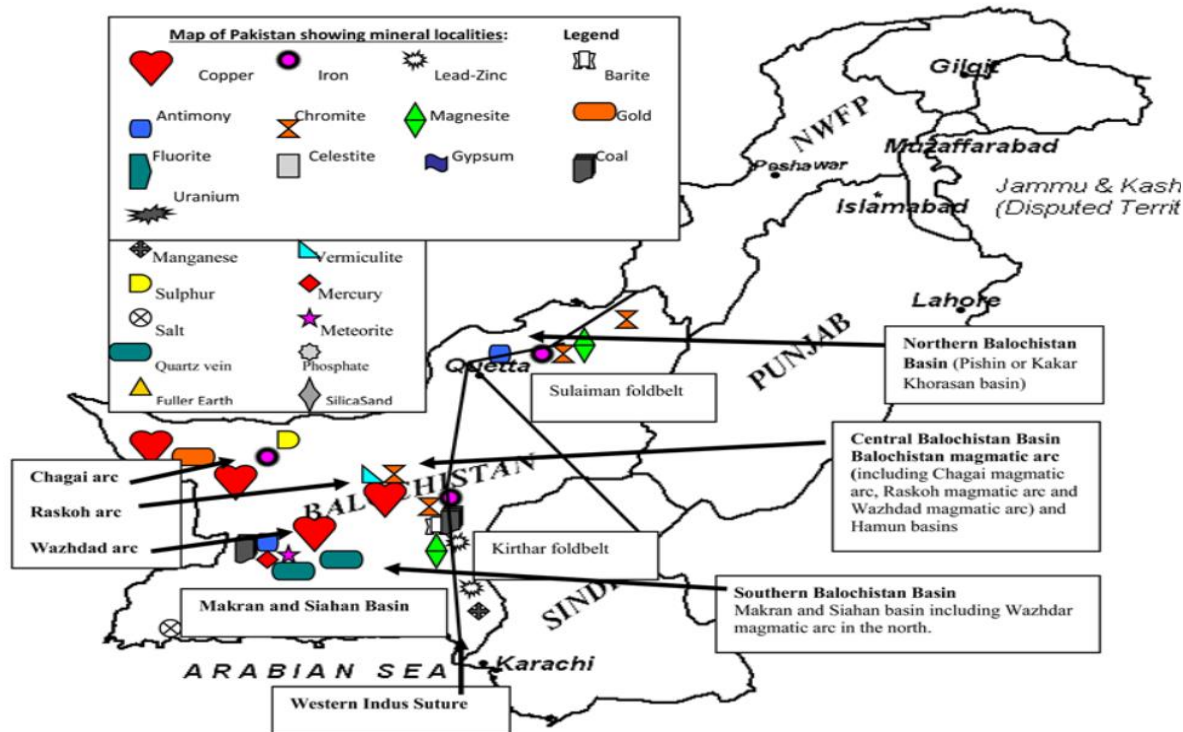 Map of Pakistan showing mineral localities: Legend
Copper Iron Lead-Zinc Barite
Antimony Chromite Magnesite Gold
Fluorite Celestite Gypsum Coal
Uranium
Manganese Vermiculite
Sulphur Mercury
Salt Meteorite
Quartz vein Phosphate
Fuller Earth SilicaSand
Gilgit
NWFP
Muzaffarabad
Peshawar
Jammu & Kash
Islamabad
(Disputed Territ
Lahore
PUNJAB
Northern Balochistan
Basin (Pishin or Kakar
Khorasan basin)
Quetta
Sulaiman foldbelt
Central Balochistan Basin
Balochistan magmatic arc
(including Chagai magmatic
arc, Raskoh magmatic arc and
Wazhdad magmatic arc) and
Hamun basins
Chagai arc
Raskoh arc
Wazhdad arc
BALOCHISTAN
Kirthar foldbelt
Southern Balochistan Basin
Makran and Siahan basin including Wazhdar
magmatic arc in the north.
Makran and Siahan Basin
SINDH
ARABIAN SEA
Karachi
Western Indus Suture